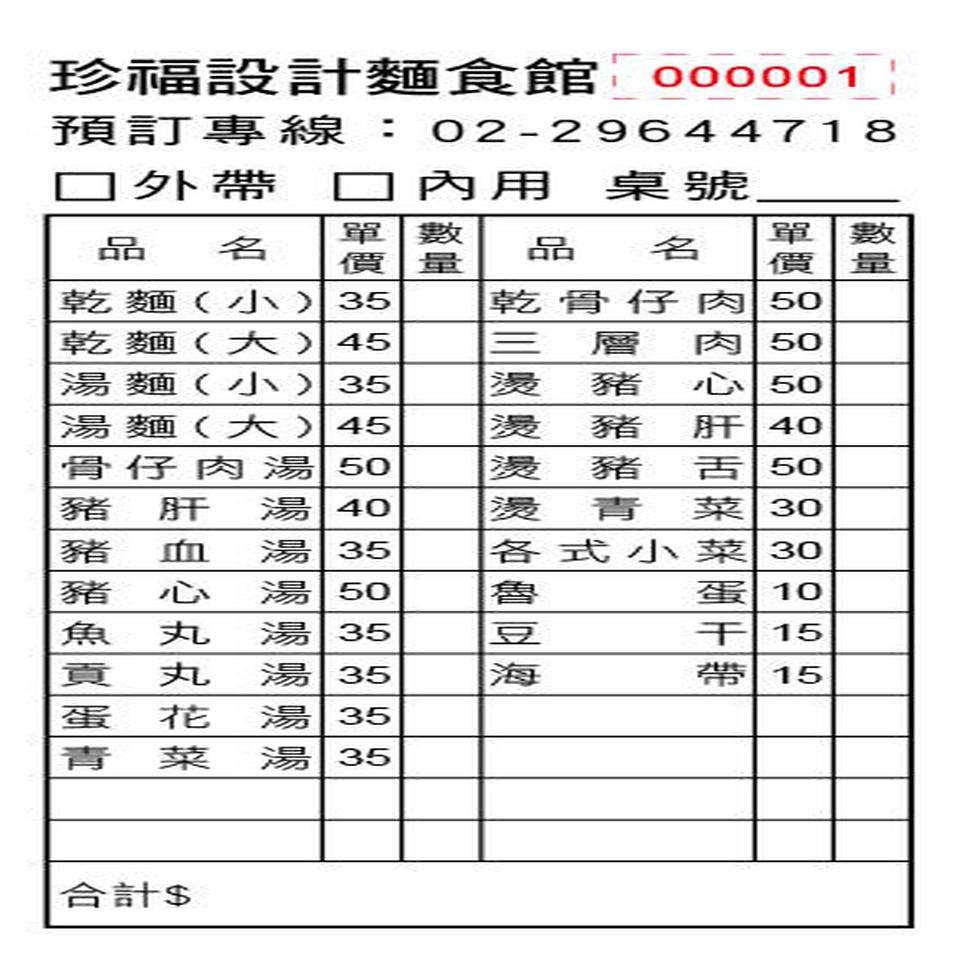 珍福設計麵食館 000001
預訂專線：02-29644718
□外帶 □內用 桌號____
品名 單價 數量 品名 單價 數量
乾麵(小) 35 乾骨仔肉 50
乾麵(大) 45 三層肉 50
湯麵(小) 35 燙豬心 50
湯麵(大) 45 燙豬肝 40
骨仔肉湯 50 燙豬舌 50
豬肝湯 40 燙青菜 30
豬血湯 35 各式小菜 30
豬心湯 50 魯蛋 10
魚丸湯 35 豆干 15
貢丸湯 35 海帶 15
蛋花湯 35
青菜湯 35
合計$